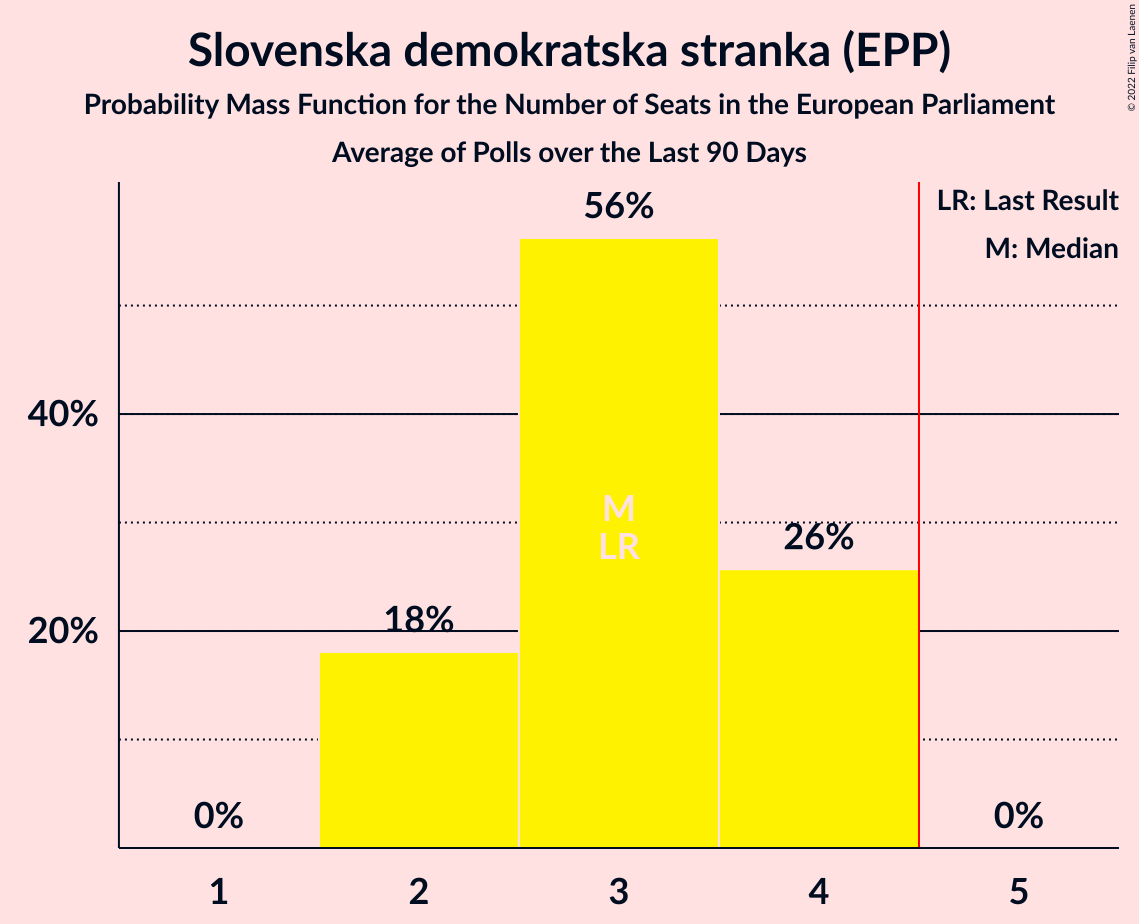 Slovenska demokratska stranka (EPP)
Probability Mass Function for the Number of Seats in the European Parliament
Average of Polls over the Last 90 Days
© 2022 Filip van Laenen
LR: Last Result
M: Median
56%
40%
M
LR
26%
18%
20%
0%
0%
1
2
3
4
5